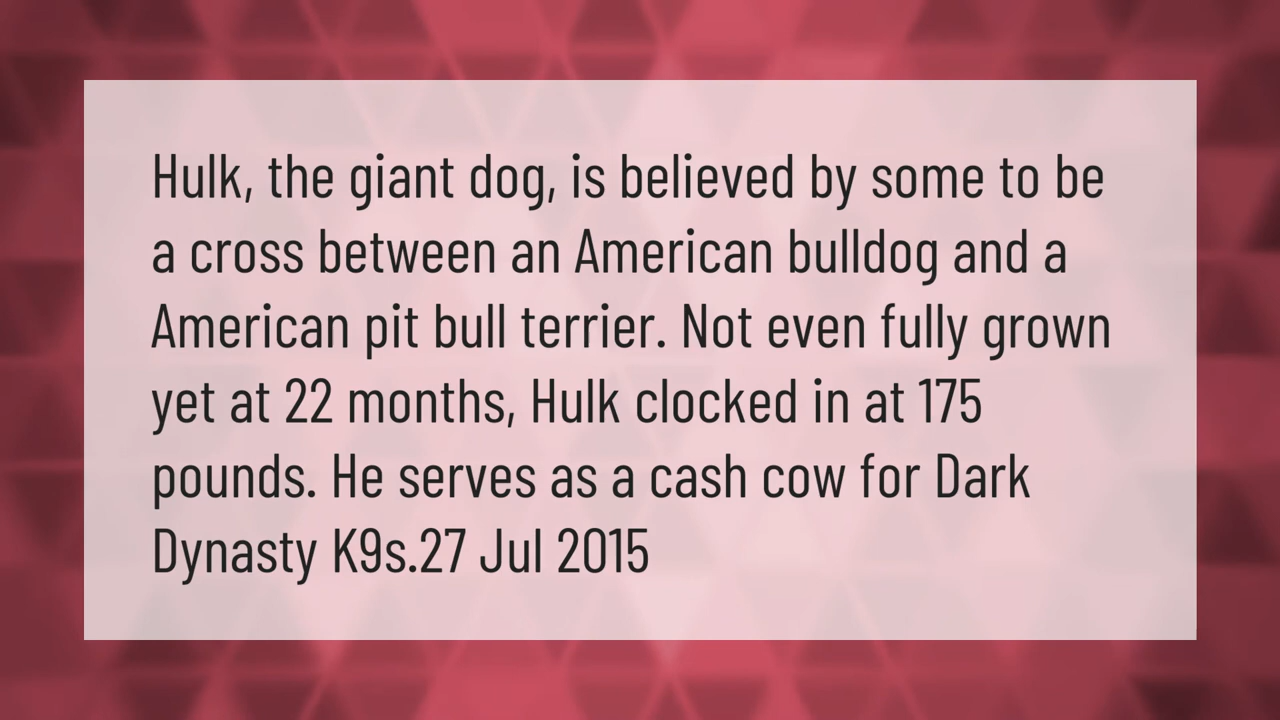 Hulk, the giant dog, is believed by some to be
a cross between an American bulldog and a
American pit bull terrier. Not even fully grown
yet at 22 months, Hulk clocked in at 175
pounds. He serves as a cash cow for Dark
Dynasty K9s.27 Jul 2015